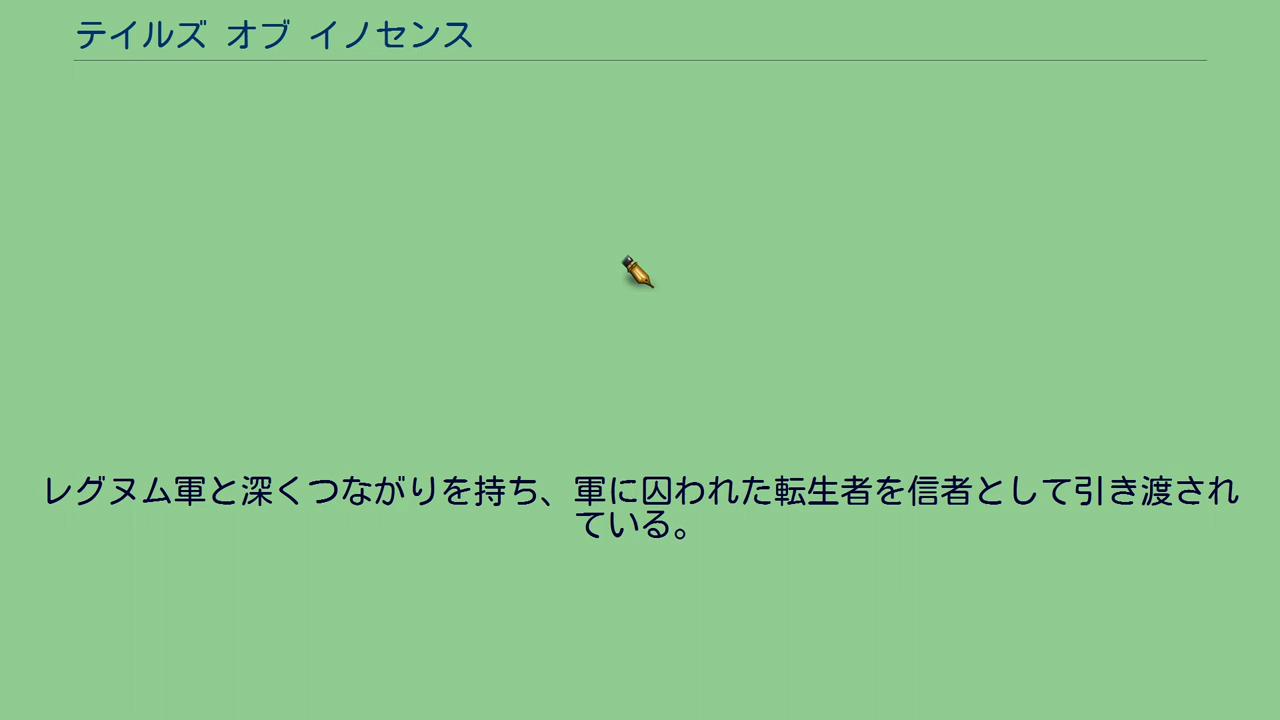 テイルズ オブ イノセンス
レグヌム軍と深くつながりを持ち、軍に囚われた転生者を信者として引き渡され
ている。